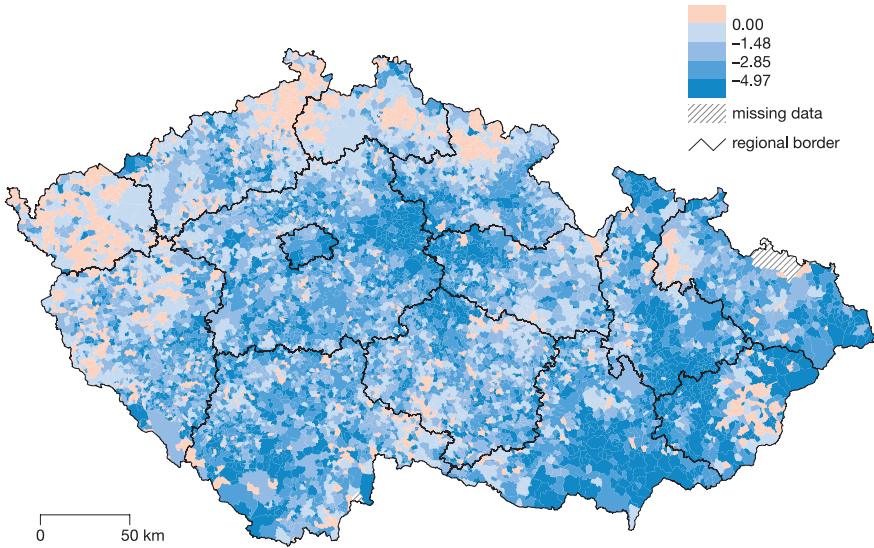 0.00
–1.48
–2.85
–4.97
missing data
regional border
0 50 km